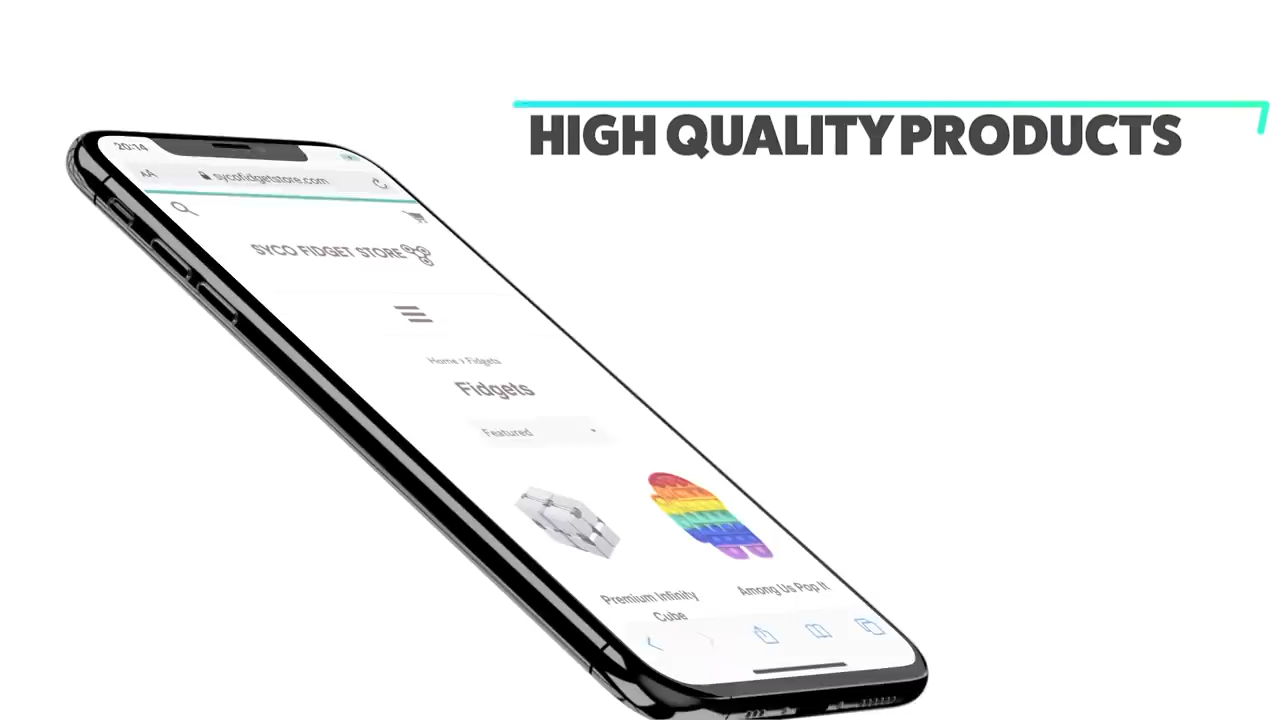 HIGH QUALITY PRODUCTS
20:14
AA
sycofidgetstore.com
SYCO FIDGET STORE
Home > Fidgets
Fidgets
Featured
Premium Infinity
Cube
Among Us Pop It